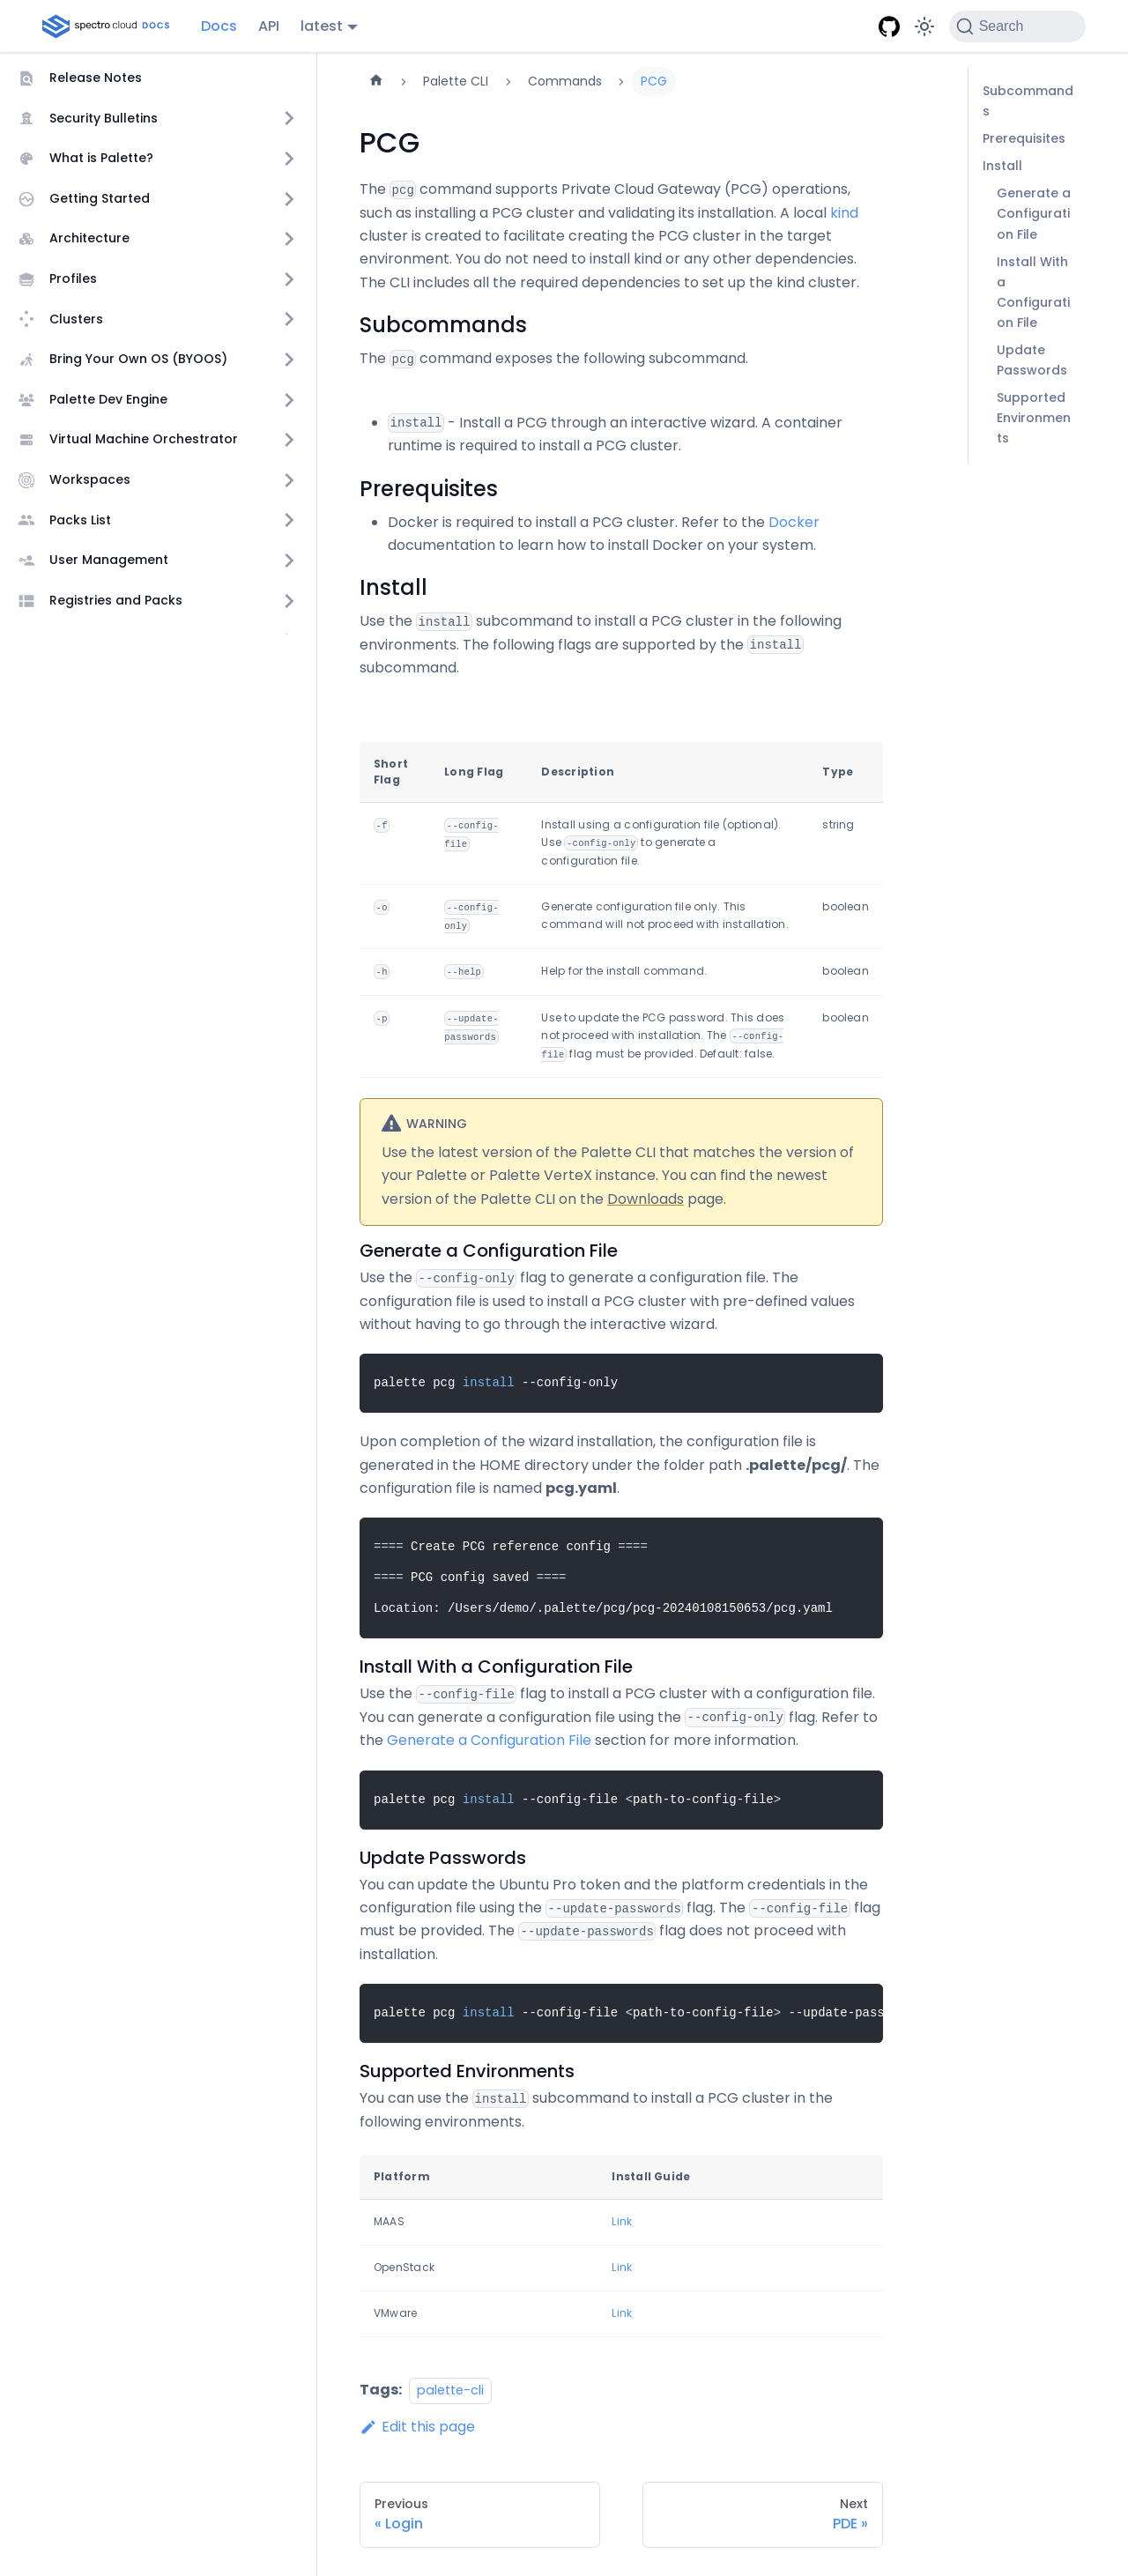 spectro cloud DOCS
Docs
API
latest
Search
Release Notes
Security Bulletins
What is Palette?
Getting Started
Architecture
Profiles
Clusters
Bring Your Own OS (BYOOS)
Palette Dev Engine
Virtual Machine Orchestrator
Workspaces
Packs List
User Management
Registries and Packs
Palette CLI
Commands
PCG
PCG
The pcg command supports Private Cloud Gateway (PCG) operations,
such as installing a PCG cluster and validating its installation. A local kind
cluster is created to facilitate creating the PCG cluster in the target
environment. You do not need to install kind or any other dependencies.
The CLI includes all the required dependencies to set up the kind cluster.
Subcommands
The pcg command exposes the following subcommand.
install - Install a PCG through an interactive wizard. A container
runtime is required to install a PCG cluster.
Prerequisites
Docker is required to install a PCG cluster. Refer to the Docker
documentation to learn how to install Docker on your system.
Install
Use the install subcommand to install a PCG cluster in the following
environments. The following flags are supported by the install
subcommand.
Short
Flag
Long Flag
Description
Type
-f
--config-
file
Install using a configuration file (optional).
Use -config-only to generate a
configuration file.
string
-o
--config-
only
Generate configuration file only. This
command will not proceed with installation.
boolean
-h
--help
Help for the install command.
boolean
-p
--update-
passwords
Use to update the PCG password. This does
not proceed with installation. The --config-
file flag must be provided. Default: false.
boolean
WARNING
Use the latest version of the Palette CLI that matches the version of
your Palette or Palette VerteX instance. You can find the newest
version of the Palette CLI on the Downloads page.
Generate a Configuration File
Use the --config-only flag to generate a configuration file. The
configuration file is used to install a PCG cluster with pre-defined values
without having to go through the interactive wizard.
palette pcg install --config-only
Upon completion of the wizard installation, the configuration file is
generated in the HOME directory under the folder path .palette/pcg/. The
configuration file is named pcg.yaml.
==== Create PCG reference config ====
==== PCG config saved ====
Location: /Users/demo/.palette/pcg/pcg-20240108150653/pcg.yaml
Install With a Configuration File
Use the --config-file flag to install a PCG cluster with a configuration file.
You can generate a configuration file using the --config-only flag. Refer to
the Generate a Configuration File section for more information.
palette pcg install --config-file <path-to-config-file>
Update Passwords
You can update the Ubuntu Pro token and the platform credentials in the
configuration file using the --update-passwords flag. The --config-file flag
must be provided. The --update-passwords flag does not proceed with
installation.
palette pcg install --config-file <path-to-config-file> --update-pass
Supported Environments
You can use the install subcommand to install a PCG cluster in the
following environments.
Platform
Install Guide
MAAS
Link
OpenStack
Link
VMware
Link
Tags: palette-cli
Edit this page
Previous
« Login
Next
PDE »
Subcommand
s
Prerequisites
Install
Generate a
Configurati
on File
Install With
a
Configurati
on File
Update
Passwords
Supported
Environmen
ts